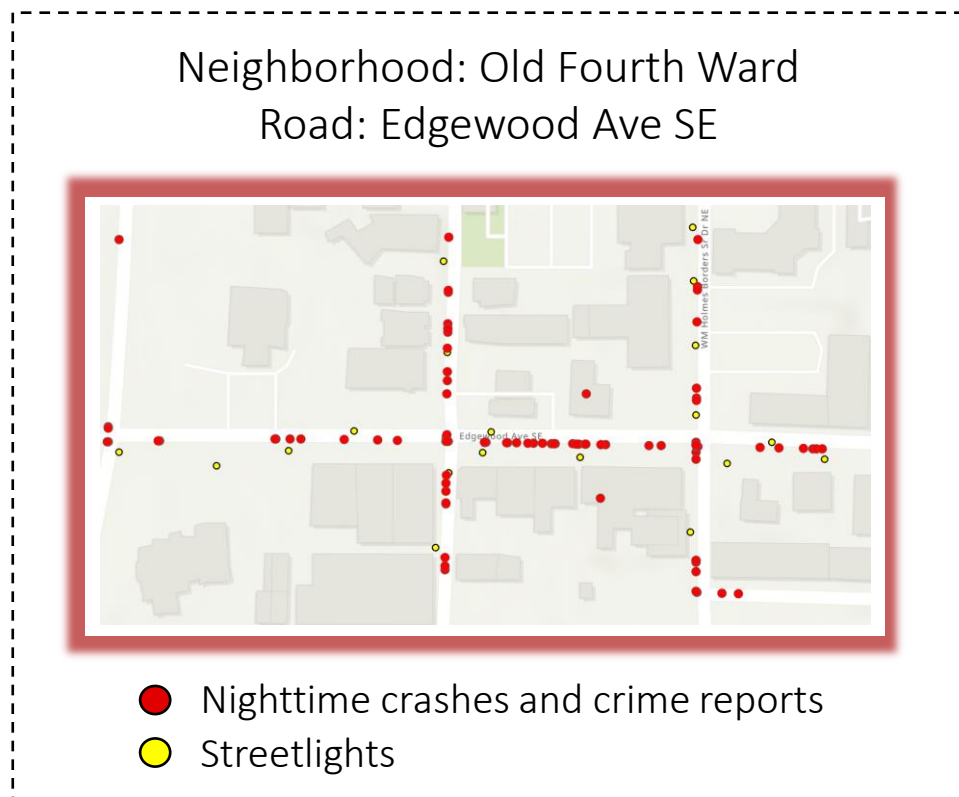 Neighborhood: Old Fourth Ward
Road: Edgewood Ave SE
WM Holmes Borders Sr Dr NE
Edgewood Ave SE
Nighttime crashes and crime reports
Streetlights